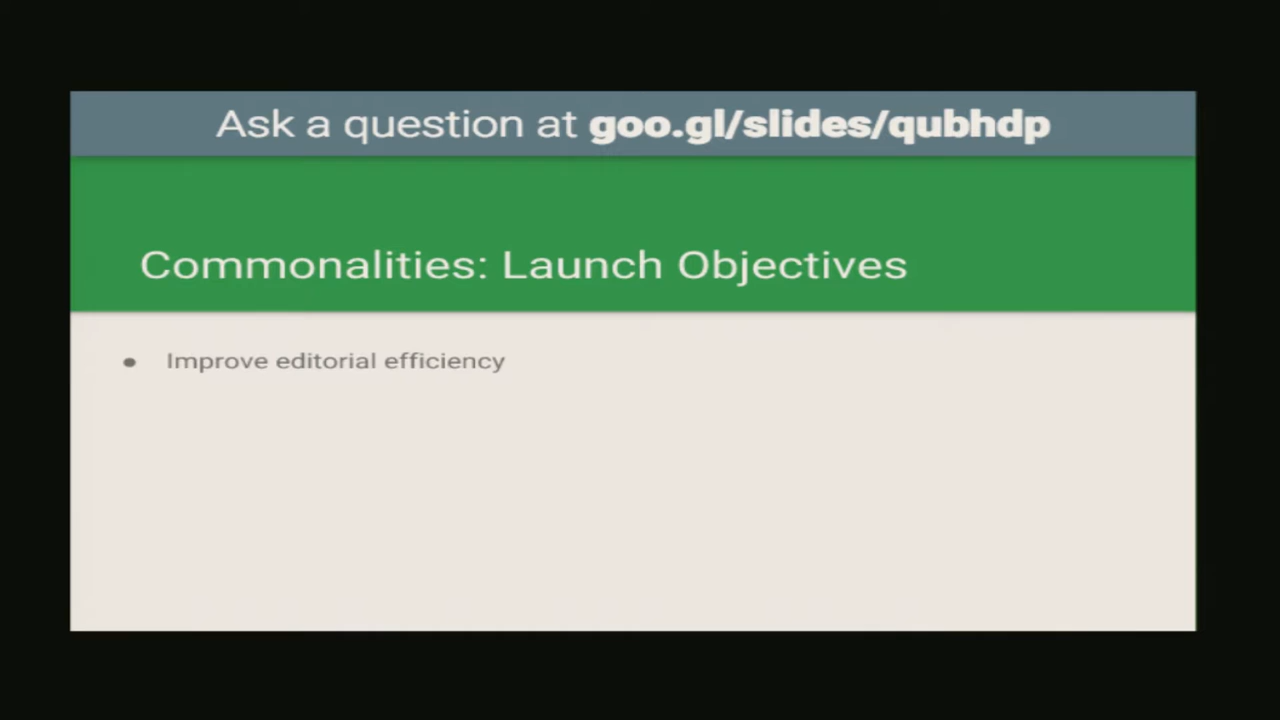 Ask a question at goo.gl/slides/qubhdp
Commonalities: Launch Objectives
• Improve editorial efficiency